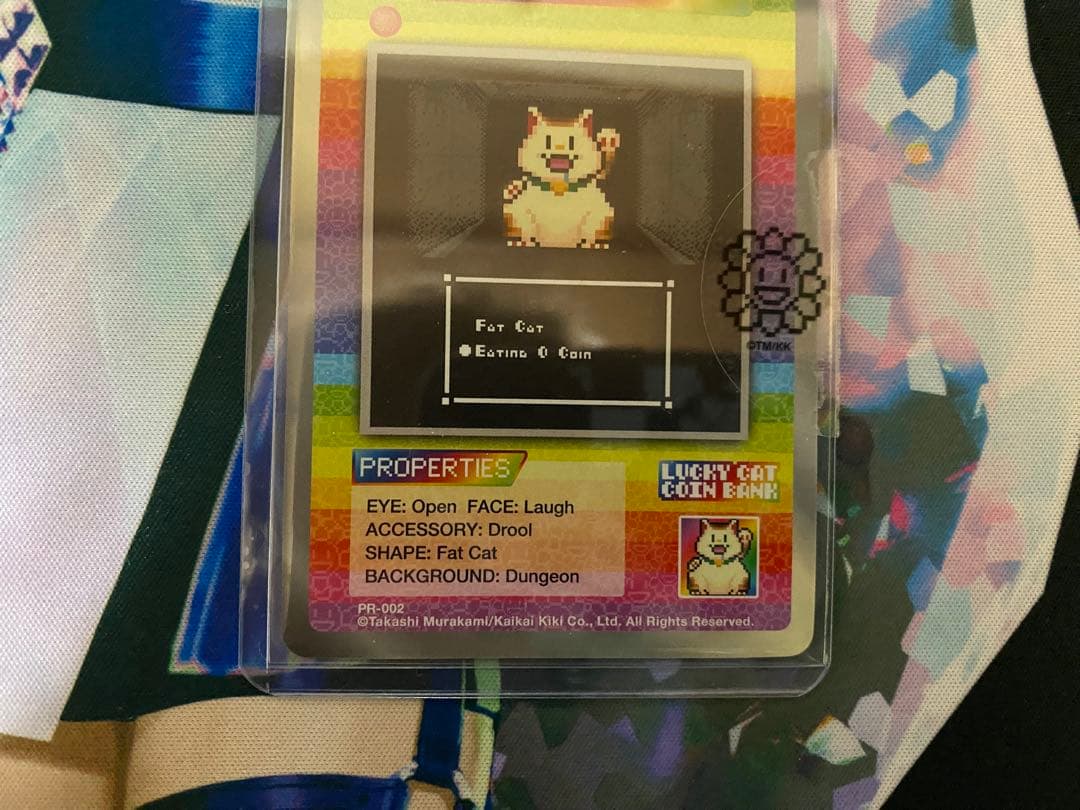 Fat Cat
Eating 0 Coin
©TM/KK
PROPERTIES
LUCKY CAT
COIN BANK
EYE: Open FACE: Laugh
ACCESSORY: Drool
SHAPE: Fat Cat
BACKGROUND: Dungeon
PR-002
©Takashi Murakami/Kaikai Kiki Co., Ltd. All Rights Reserved.